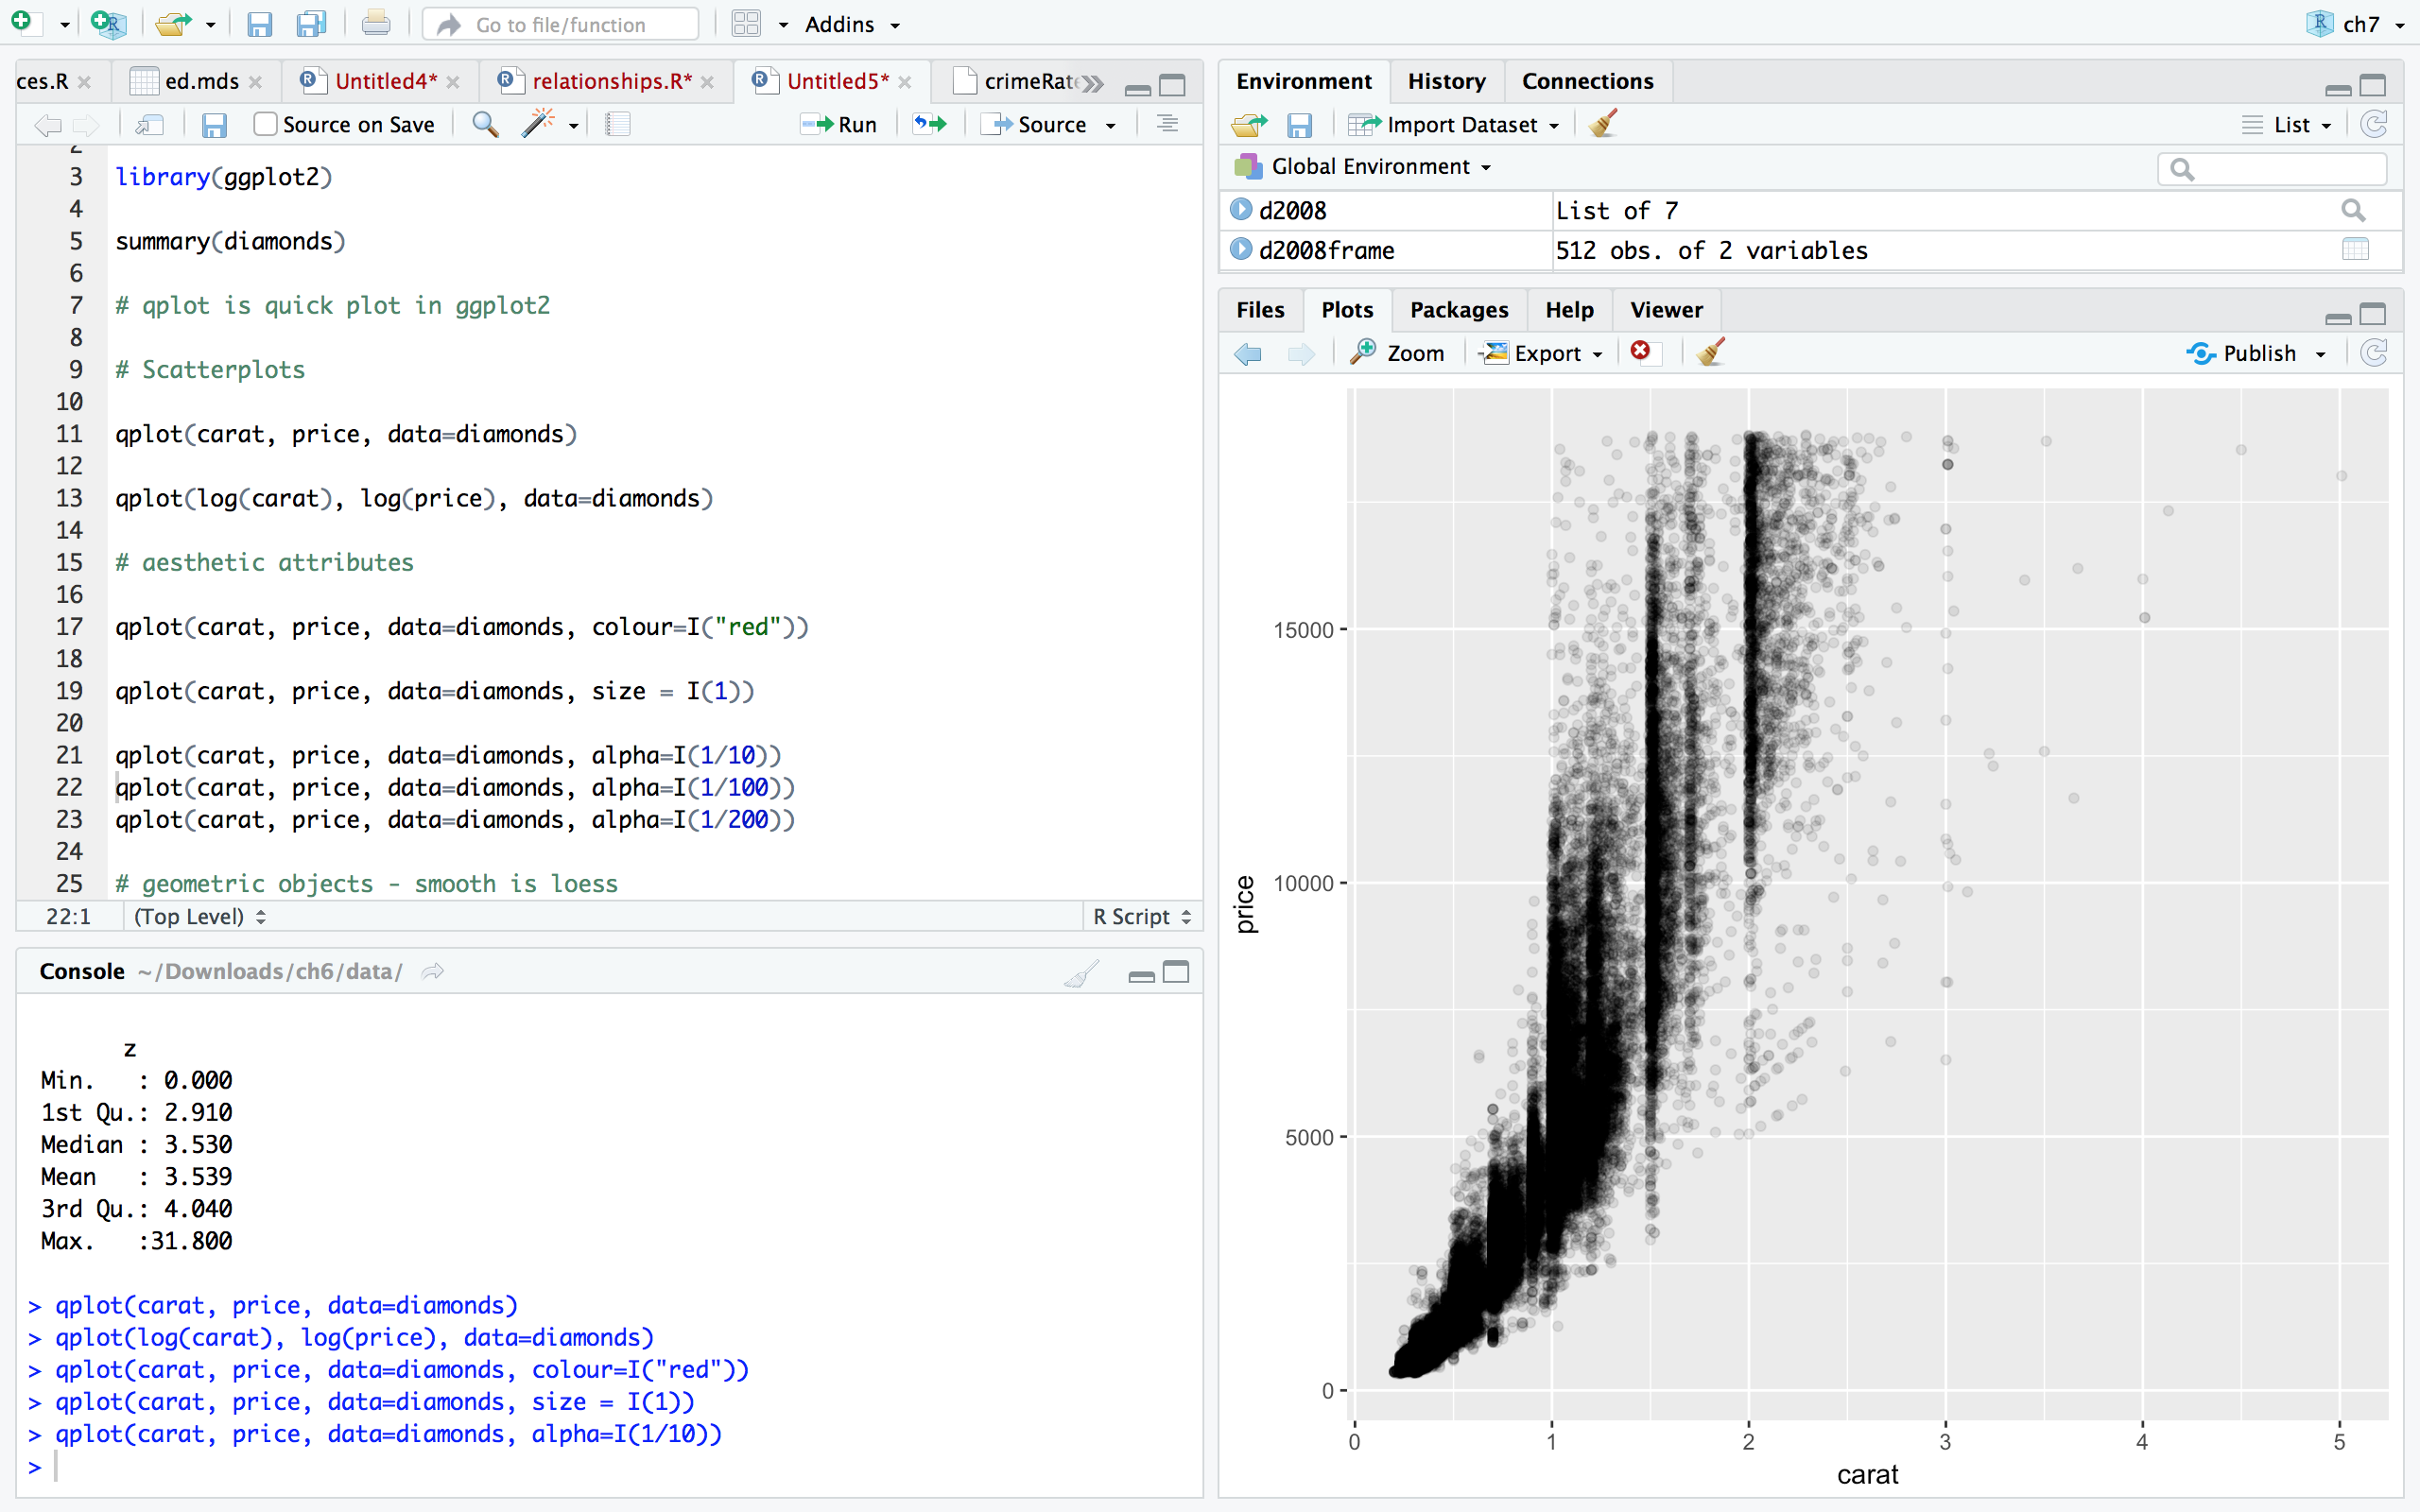 Go to file/function
Addins
ch7
ces.R
ed.mds
Untitled4*
relationships.R*
Untitled5*
crimeRat
Source on Save
Run
Source
3 library(ggplot2)
4
5 summary(diamonds)
6
7 # qplot is quick plot in ggplot2
8
9 # Scatterplots
10
11 qplot(carat, price, data=diamonds)
12
13 qplot(log(carat), log(price), data=diamonds)
14
15 # aesthetic attributes
16
17 qplot(carat, price, data=diamonds, colour=I("red"))
18
19 qplot(carat, price, data=diamonds, size = I(1))
20
21 qplot(carat, price, data=diamonds, alpha=I(1/10))
22 qplot(carat, price, data=diamonds, alpha=I(1/100))
23 qplot(carat, price, data=diamonds, alpha=I(1/200))
24
25 # geometric objects - smooth is loess
22:1 (Top Level) R Script
Console ~/Downloads/ch6/data/
z
Min. : 0.000
1st Qu.: 2.910
Median : 3.530
Mean : 3.539
3rd Qu.: 4.040
Max. :31.800
> qplot(carat, price, data=diamonds)
> qplot(log(carat), log(price), data=diamonds)
> qplot(carat, price, data=diamonds, colour=I("red"))
> qplot(carat, price, data=diamonds, size = I(1))
> qplot(carat, price, data=diamonds, alpha=I(1/10))
>
Environment History Connections
Import Dataset List
Global Environment
d2008 List of 7
d2008frame 512 obs. of 2 variables
Files Plots Packages Help Viewer
Zoom Export Publish
15000
10000
5000
0
price
0 1 2 3 4 5
carat